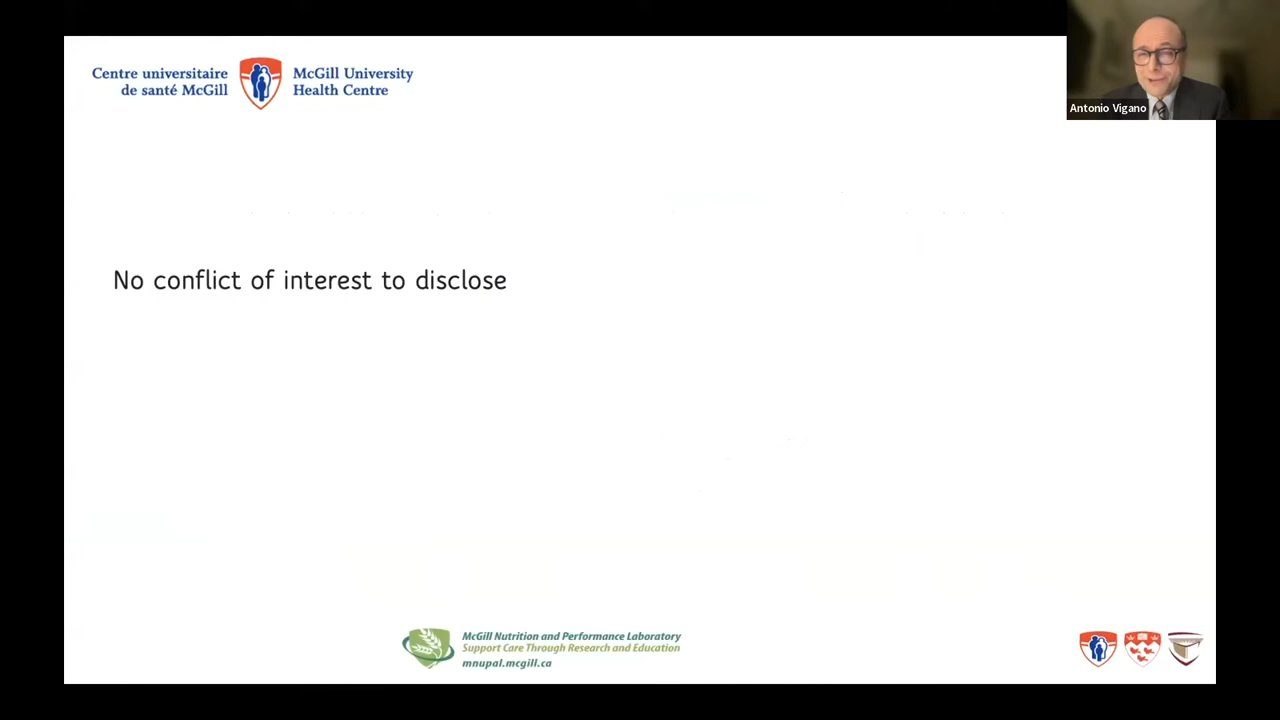 Centre universitaire
de santé McGill
McGill University
Health Centre
Antonio Vigano
No conflict of interest to disclose
McGill Nutrition and Performance Laboratory
Support Care Through Research and Education
mnupal.mcgill.ca